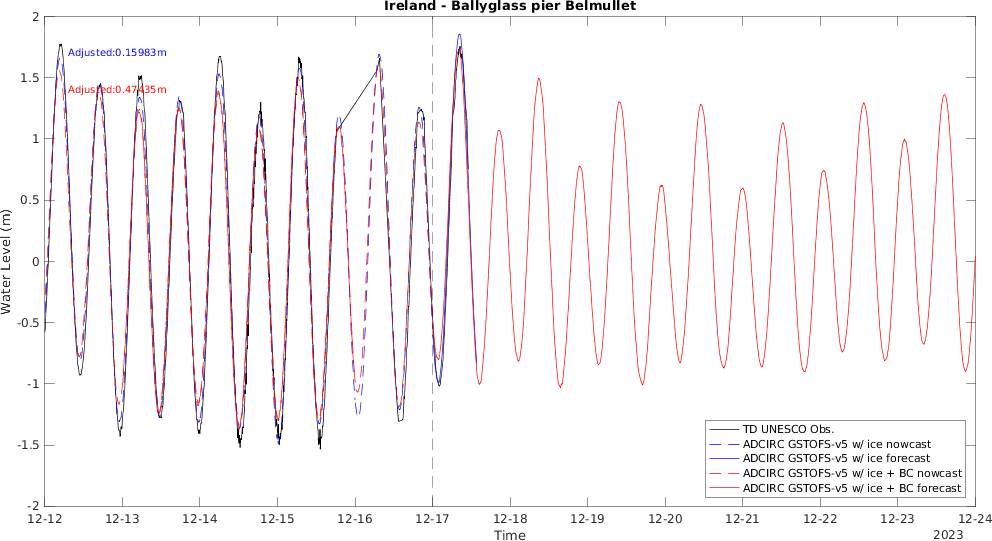 Ireland - Ballyglass pier Belmullet
2
Adjusted:0.15983m
1.5
Adjusted:0.47435m
1
0.5
0
-0.5
-1
-1.5
-2
Water Level (m)
TD UNESCO Obs.
ADCIRC GSTOFS-v5 w/ ice nowcast
ADCIRC GSTOFS-v5 w/ ice forecast
ADCIRC GSTOFS-v5 w/ ice + BC nowcast
ADCIRC GSTOFS-v5 w/ ice + BC forecast
12-12 12-13 12-14 12-15 12-16 12-17 12-18 12-19 12-20 12-21 12-22 12-23 12-24
Time
2023